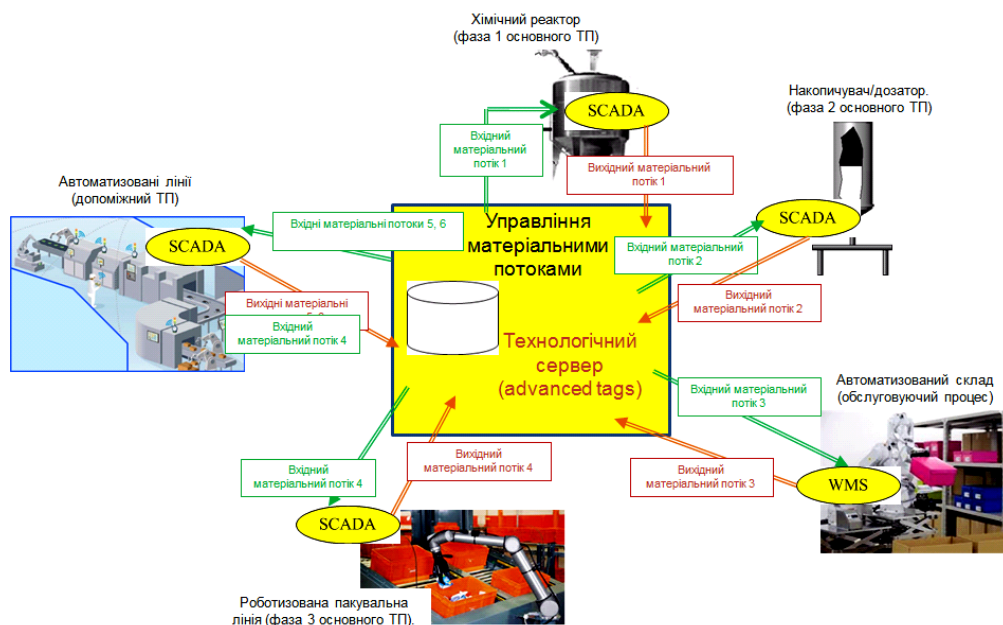 Хімічний реактор
(фаза 1 основного ТП)
SCADA
Накопичувач/дозатор.
(фаза 2 основного ТП)
Вхідний
матеріальний
потік 1
Вихідний матеріальний
потік 1
Автоматизовані лінії
(допоміжний ТП)
SCADA
Вхідні матеріальні потоки 5, 6
Управління
матеріальними
потоками
SCADA
Вхідний матеріальний
потік 2
Вихідний
матеріальний потік 2
Вихідні матеріальні
Вхідний
матеріальний потік 4
Технологічний
сервер
(advanced tags)
Автоматизований склад
(обслуговуючий процес)
Вхідний матеріальний
потік 3
Вхідний
матеріальний потік 4
Вихідний
матеріальний потік 4
Вихідний
матеріальний потік 3
WMS
SCADA
Роботизована пакувальна
лінія (фаза 3 основного ТП).